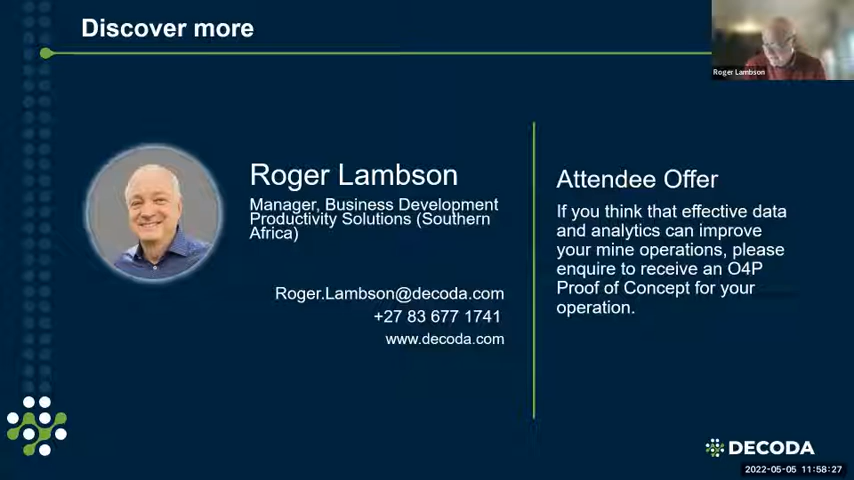 Discover more
Roger Lambson
Roger Lambson
Manager, Business Development
Productivity Solutions (Southern
Africa)
Roger.Lambson@decoda.com
+27 83 677 1741
www.decoda.com
Attendee Offer
If you think that effective data
and analytics can improve
your mine operations, please
enquire to receive an O4P
Proof of Concept for your
operation.
DECODA
2022-05-05 11:58:27